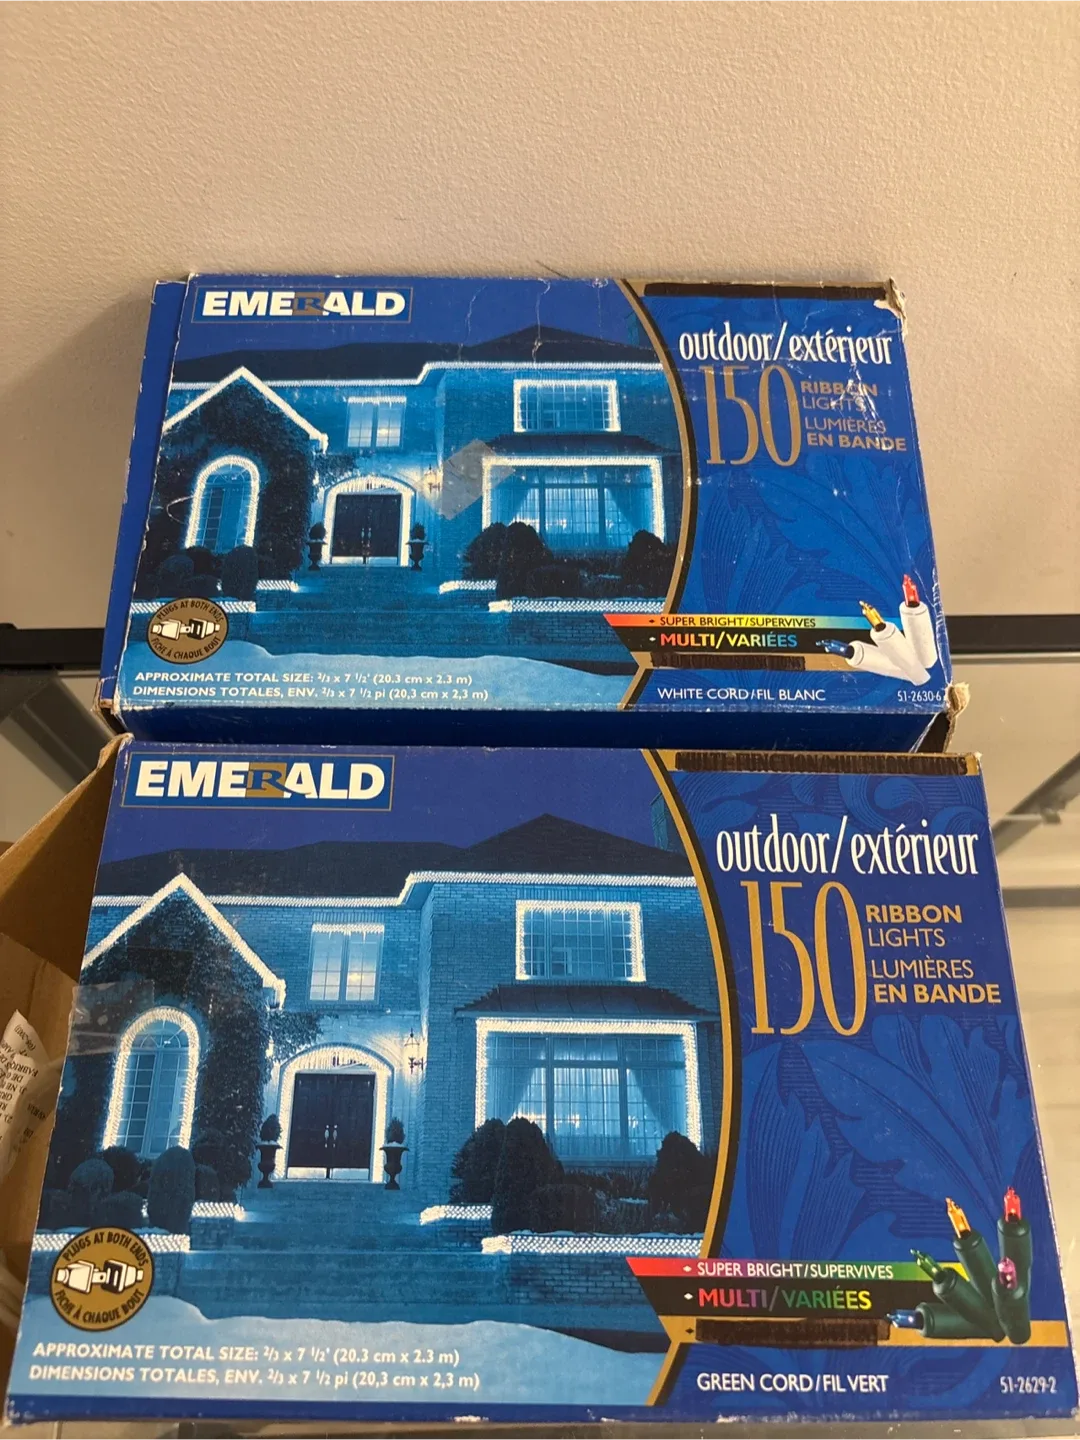 EMERALD
outdoor/extérieur
150 RIBBON
LIGHTS
LUMIÈRES
EN BANDE
PLUGS AT BOTH ENDS
FICHE À CHAQUE BOUT
• SUPER BRIGHT/SUPERVIVES
• MULTI/VARIÉES
APPROXIMATE TOTAL SIZE: 2/3 x 7 1/2' (20.3 cm x 2.3 m)
DIMENSIONS TOTALES, ENV. 2/3 x 7 1/2 pi (20,3 cm x 2,3 m)
WHITE CORD/FIL BLANC
51-2630-6
EMERALD
MULTI-FUNCTION/MULTIFONCTIONS
outdoor/extérieur
150 RIBBON
LIGHTS
LUMIÈRES
EN BANDE
PLUGS AT BOTH ENDS
FICHE À CHAQUE BOUT
• SUPER BRIGHT/SUPERVIVES
• MULTI/VARIÉES
APPROXIMATE TOTAL SIZE: 2/3 x 7 1/2' (20.3 cm x 2.3 m)
DIMENSIONS TOTALES, ENV. 2/3 x 7 1/2 pi (20,3 cm x 2,3 m)
GREEN CORD/FIL VERT
51-2629-2